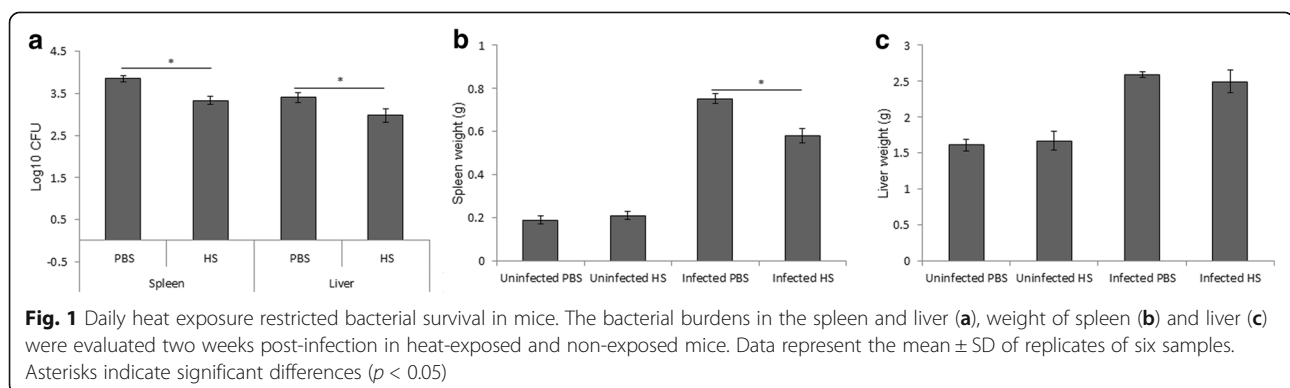 a
4.5
3.5
2.5
1.5
0.5
-0.5
Log10 CFU
*
*
PBS
HS
PBS
HS
Spleen
Liver
b
1
0.8
0.6
0.4
0.2
0
Spleen weight (g)
*
Uninfected PBS
Uninfected HS
Infected PBS
Infected HS
c
3
2.5
2
1.5
1
0.5
0
Liver weight (g)
Uninfected PBS
Uninfected HS
Infected PBS
Infected HS
Fig. 1 Daily heat exposure restricted bacterial survival in mice. The bacterial burdens in the spleen and liver (a), weight of spleen (b) and liver (c)
were evaluated two weeks post-infection in heat-exposed and non-exposed mice. Data represent the mean ± SD of replicates of six samples.
Asterisks indicate significant differences (p < 0.05)